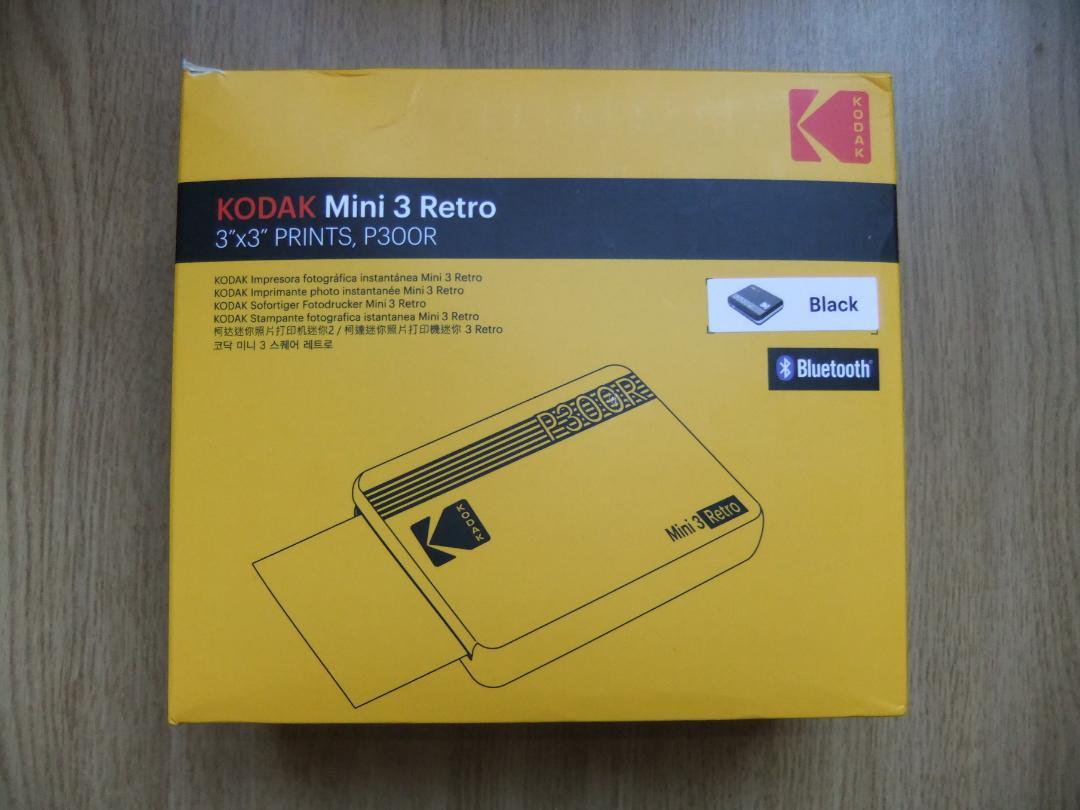 KODAK
KODAK Mini 3 Retro
3”x3” PRINTS, P300R
KODAK Impresora fotográfica instantánea Mini 3 Retro
KODAK Imprimante photo instantanée Mini 3 Retro
KODAK Sofortiger Fotodrucker Mini 3 Retro
KODAK Stampante fotografica istantanea Mini 3 Retro
柯达迷你照片打印机迷你2 / 柯達迷你照片打印機迷你 3 Retro
코닥 미니 3 스퀘어 레트로
Black
Bluetooth®
P300R
KODAK
Mini 3 Retro